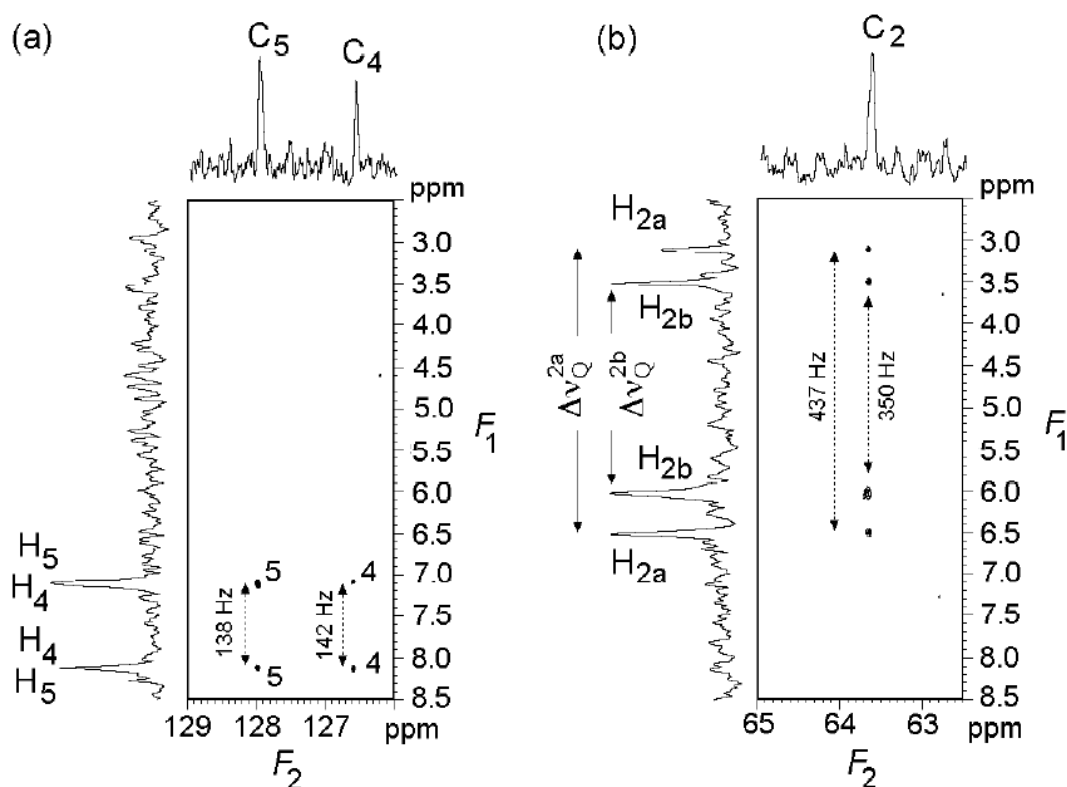 (a)
C5
C4
ppm
3.0
3.5
4.0
4.5
5.0
5.5
6.0
6.5
7.0
7.5
8.0
8.5
F1
H5
H4
H4
H5
5
4
138 Hz
142 Hz
5
4
129
128
127
ppm
F2
(b)
C2
ppm
H2a
H2b
ΔνQ2a
ΔνQ2b
H2b
H2a
437 Hz
350 Hz
3.0
3.5
4.0
4.5
5.0
5.5
6.0
6.5
7.0
7.5
8.0
8.5
F1
65
64
63
ppm
F2